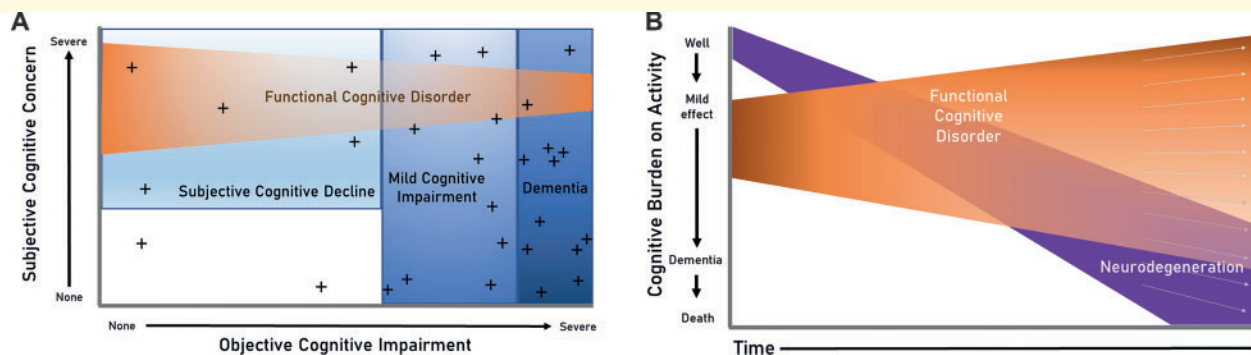 A
Severe
Subjective Cognitive Concern
None
Functional Cognitive Disorder
Subjective Cognitive Decline
Mild Cognitive
Impairment
Dementia
None
Severe
Objective Cognitive Impairment
B
Cognitive Burden on Activity
Well
Mild
effect
Dementia
Death
Functional
Cognitive
Disorder
Neurodegeneration
Time